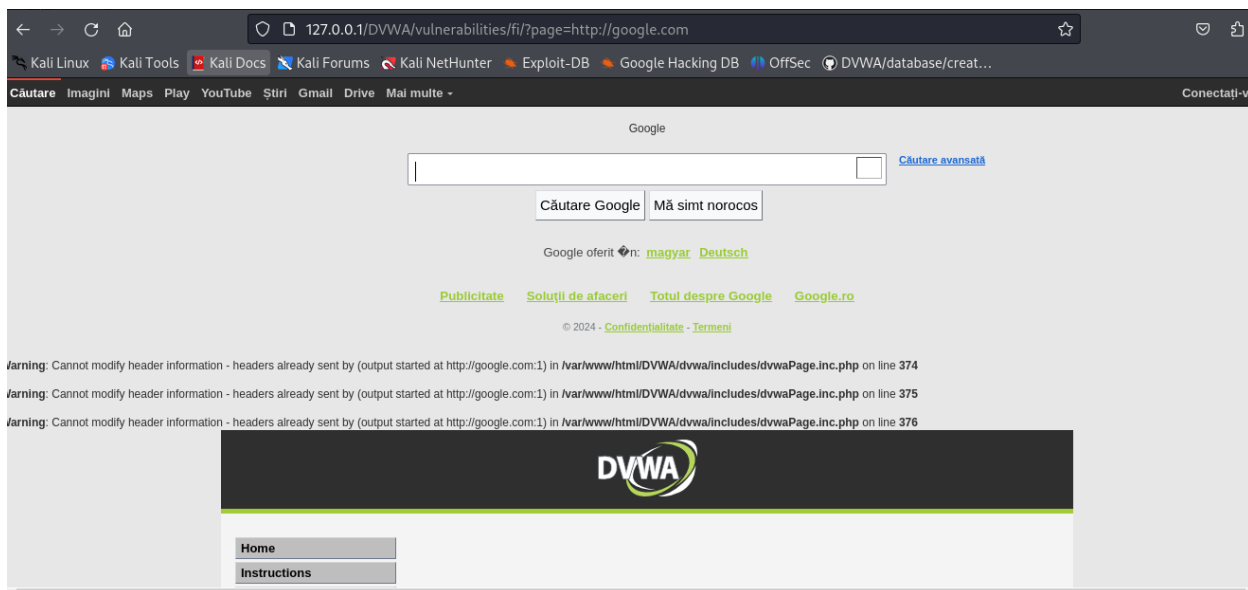 127.0.0.1/DVWA/vulnerabilities/fi/?page=http://google.com
Kali Linux Kali Tools Kali Docs Kali Forums Kali NetHunter Exploit-DB Google Hacking DB OffSec DVWA/database/creat...
Căutare Imagini Maps Play YouTube Știri Gmail Drive Mai multe Conectați-v
Google
Căutare avansată
Căutare Google Mă simt norocos
Google oferit �n: magyar Deutsch
Publicitate Soluții de afaceri Totul despre Google Google.ro
© 2024 - Confidențialitate - Termeni
Warning: Cannot modify header information - headers already sent by (output started at http://google.com:1) in /var/www/html/DVWA/dvwa/includes/dvwaPage.inc.php on line 374
Warning: Cannot modify header information - headers already sent by (output started at http://google.com:1) in /var/www/html/DVWA/dvwa/includes/dvwaPage.inc.php on line 375
Warning: Cannot modify header information - headers already sent by (output started at http://google.com:1) in /var/www/html/DVWA/dvwa/includes/dvwaPage.inc.php on line 376
DVWA
Home
Instructions